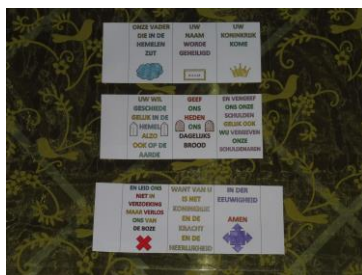 ONZE VADER
DIE IN DE
HEMELEN
ZIJT
UW
NAAM
WORDE
GEHEILIGD
UW
KONINKRIJK
KOME
UW WIL
GESCHIEDE
GELIJK IN DE
HEMEL
ALZO
OOK OP DE
AARDE
GEEF
ONS
HEDEN
ONS
DAGELIJKS
BROOD
EN VERGEEF
ONS ONZE
SCHULDEN
GELIJK OOK
WIJ VERGEVEN
ONZE
SCHULDENAREN
EN LEID ONS
NIET IN
VERZOEKING
MAAR VERLOS
ONS VAN
DE BOZE
WANT VAN U
IS HET
KONINKRIJK
EN DE
KRACHT
EN DE
HEERLIJKHEID
IN DER
EEUWIGHEID
AMEN